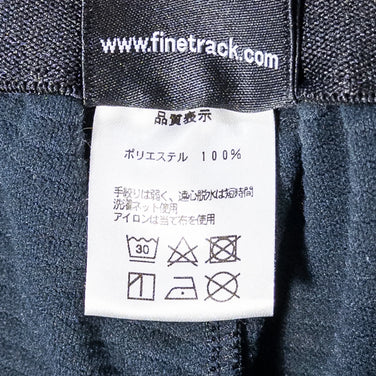 www.finetrack.com
品質表示
ポリエステル 100%
手絞りは弱く、遠心脱水は短時間
洗濯ネット使用
アイロンは当て布を使用
30